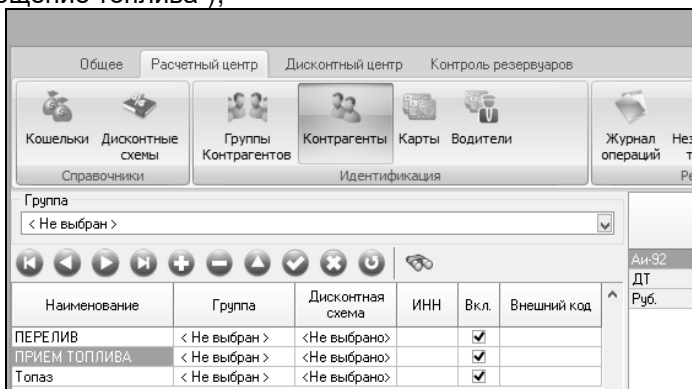 Общее Расчетный центр Дисконтный центр Контроль резервуаров
Кошельки Дисконтные схемы Группы Контрагентов Контрагенты Карты Водители Журнал операций
Справочники Идентификация
Группа
< Не выбран >
Наименование Группа Дисконтная схема ИНН Вкл. Внешний код
ПЕРЕЛИВ < Не выбран > <Не выбрано>
ПРИЕМ ТОПЛИВА < Не выбран > <Не выбрано>
Топаз < Не выбран > <Не выбрано>
Аи-92
ДТ
Руб.